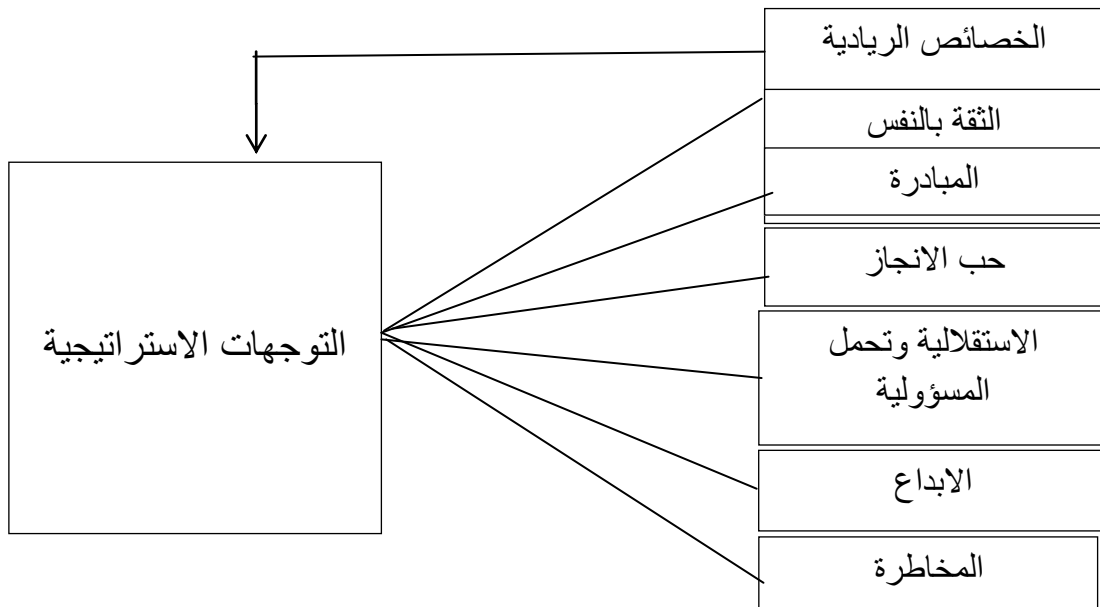 الخصائص الريادية
الثقة بالنفس
المبادرة
حب الانجاز
الاستقلالية وتحمل
المسؤولية
الابداع
المخاطرة
التوجهات الاستراتيجية